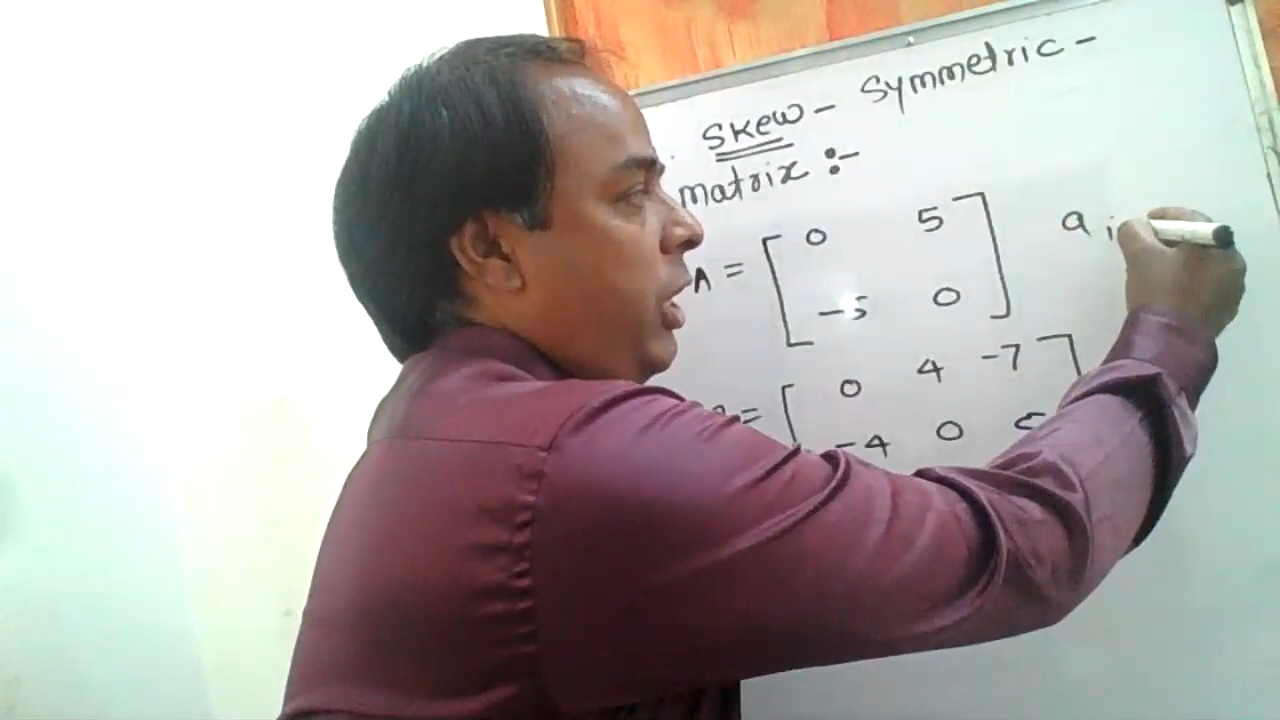 Skew - Symmetric -
matrix :-
A = [ 0 5
-5 0 ] a i
= [ 0 4 -7 ]
-4 0